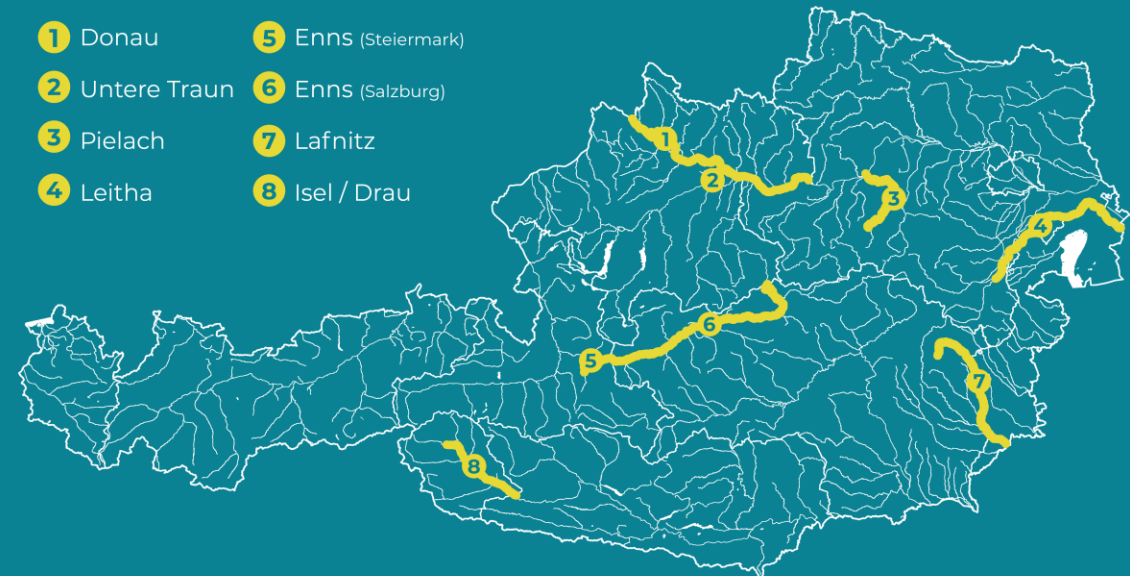 1 Donau
2 Untere Traun
3 Pielach
4 Leitha
5 Enns (Steiermark)
6 Enns (Salzburg)
7 Lafnitz
8 Isel / Drau
1
2
3
4
6
5
7
8